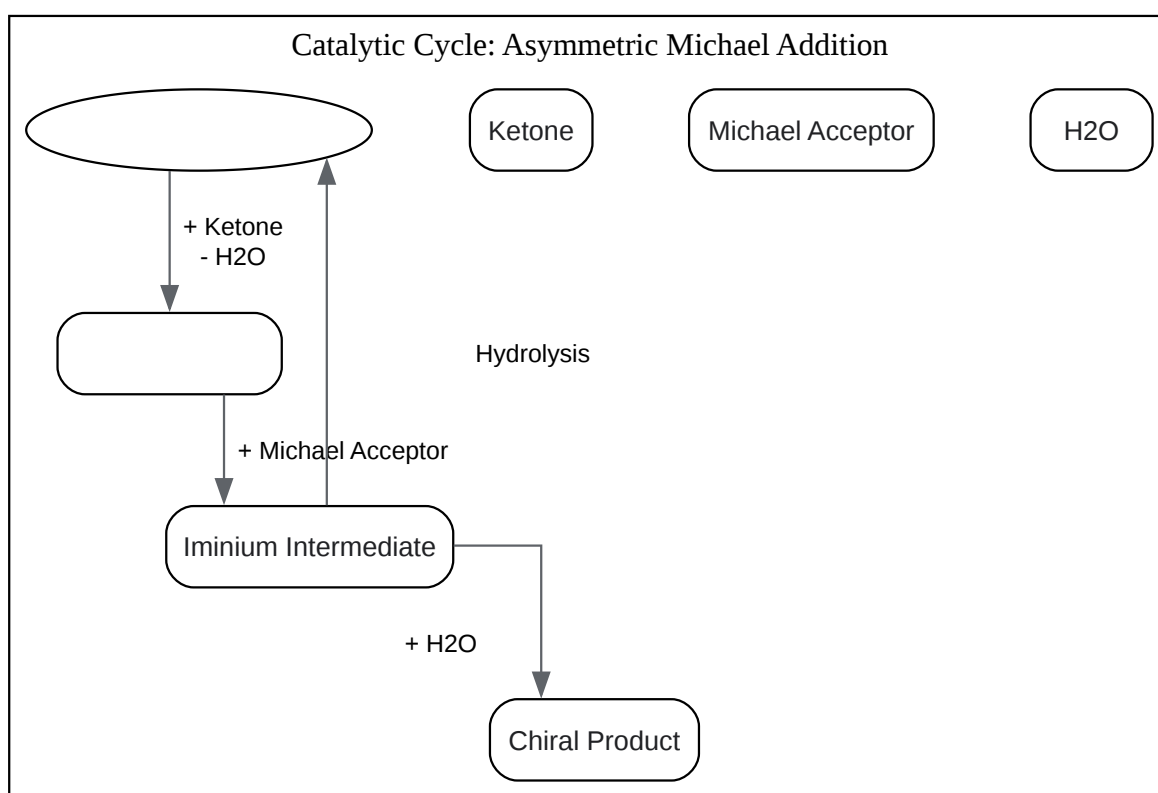 Catalytic Cycle: Asymmetric Michael Addition
Ketone
Michael Acceptor
H2O
+ Ketone
- H2O
Hydrolysis
+ Michael Acceptor
Iminium Intermediate
+ H2O
Chiral Product